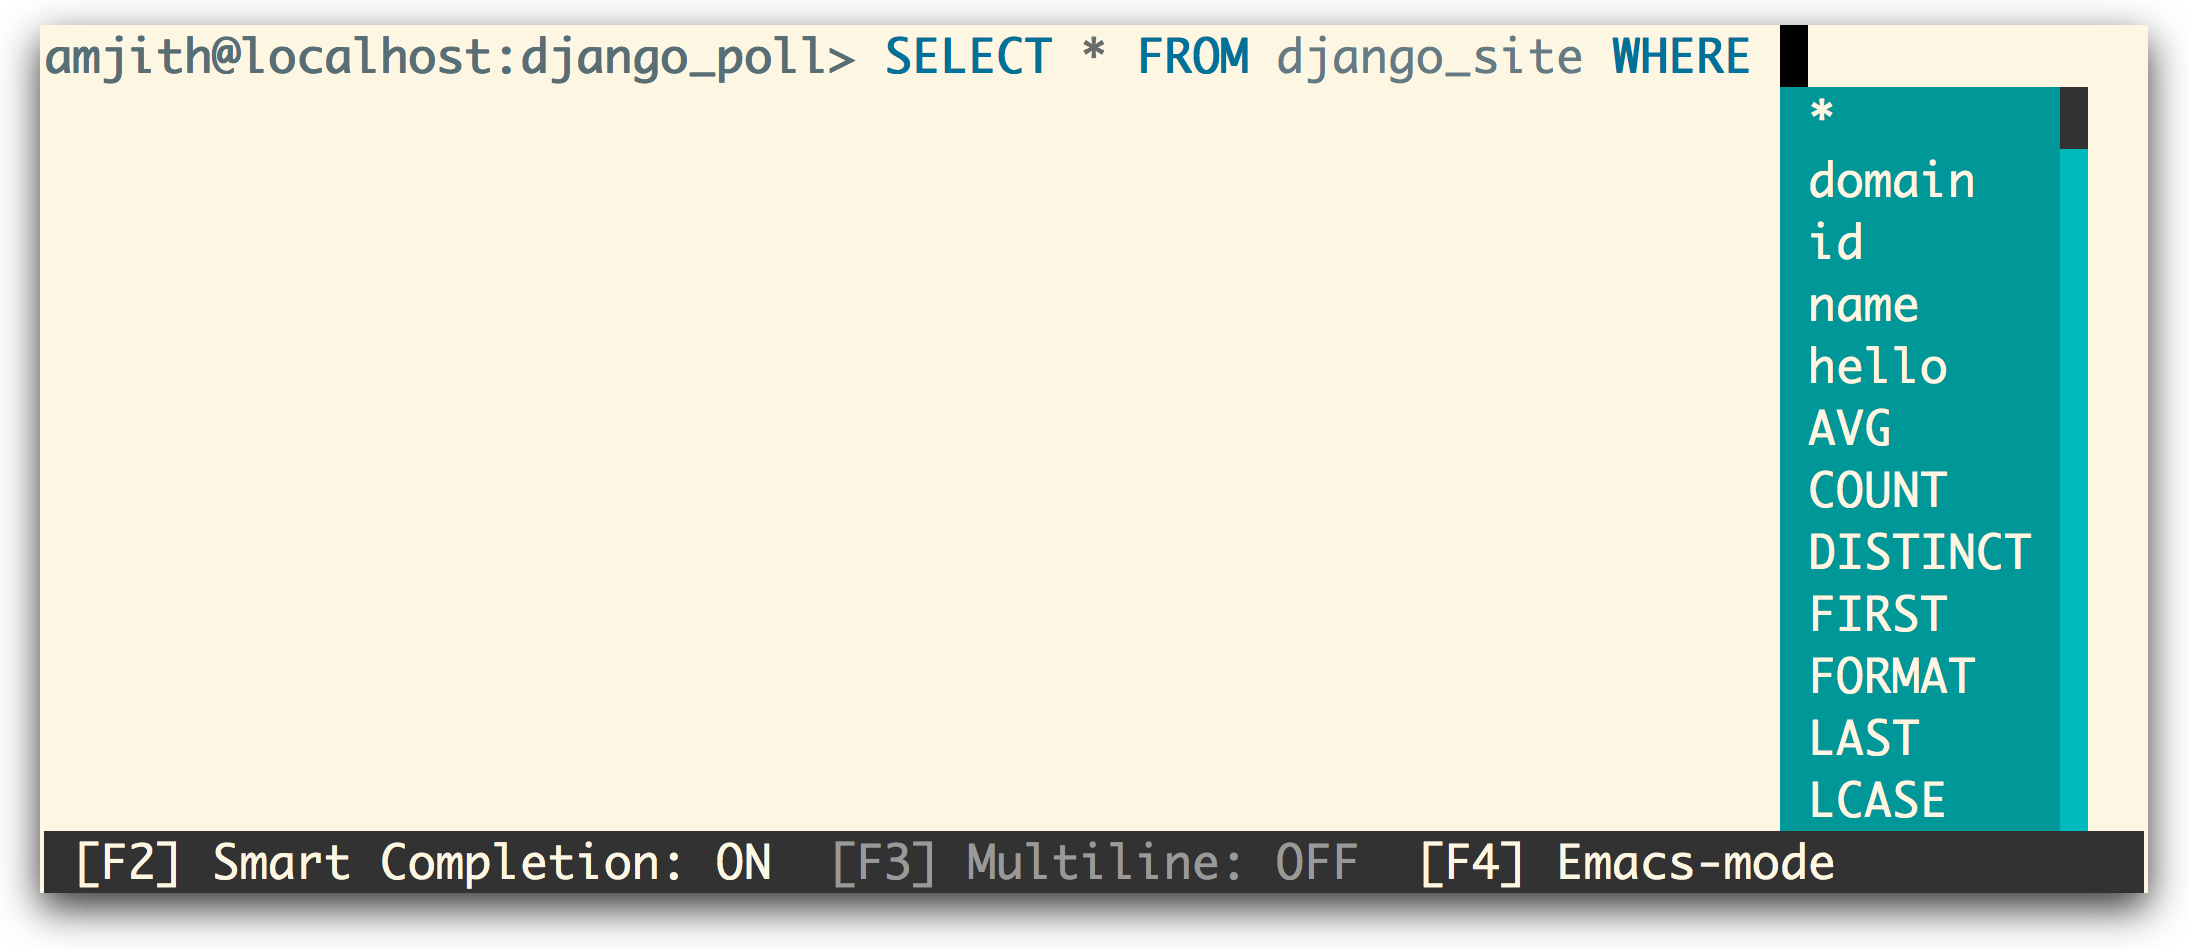 amjith@localhost:django_poll> SELECT * FROM django_site WHERE
*
domain
id
name
hello
AVG
COUNT
DISTINCT
FIRST
FORMAT
LAST
LCASE
[F2] Smart Completion: ON [F3] Multiline: OFF [F4] Emacs-mode